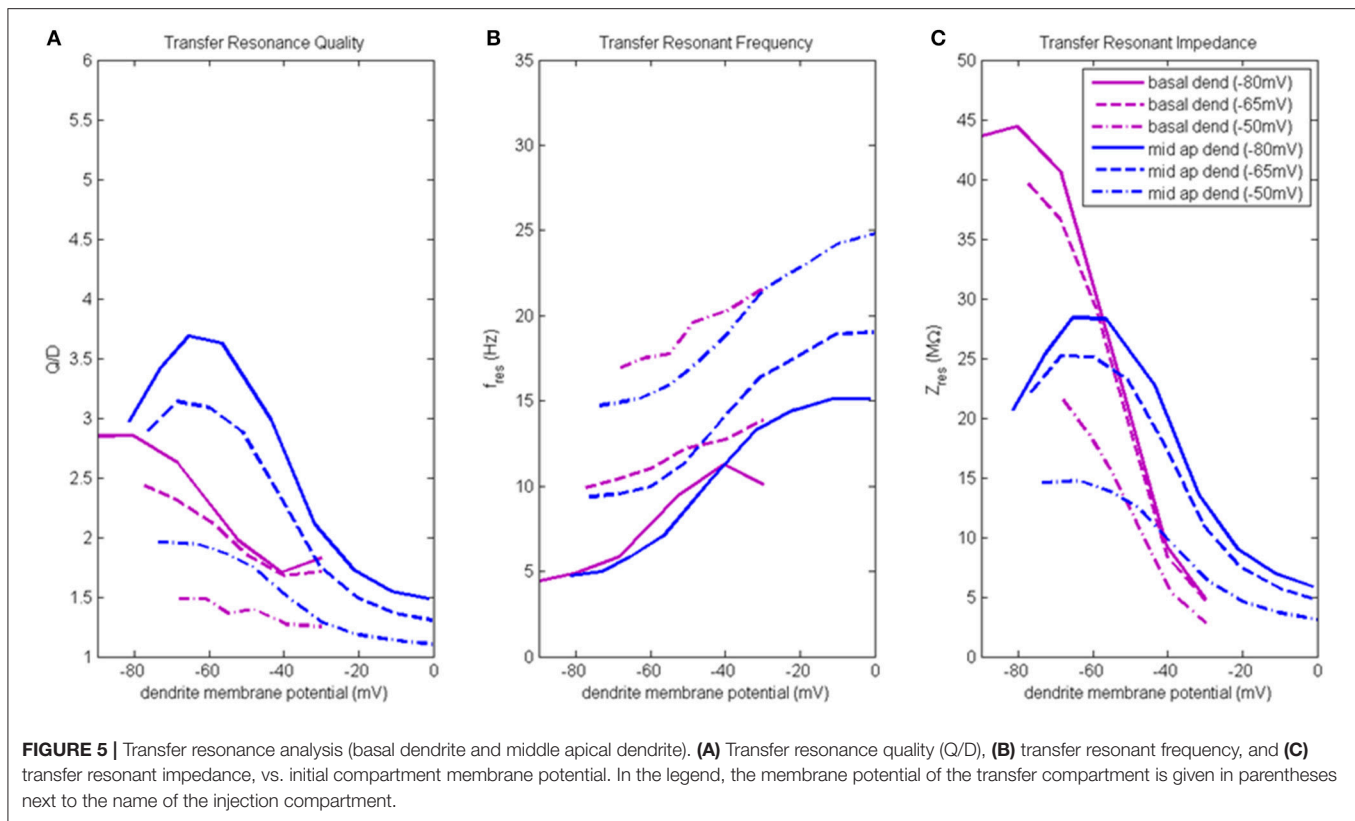 A
Transfer Resonance Quality
6
5.5
5
4.5
4
3.5
3
2.5
2
1.5
1
Q/D
-80
-60
-40
-20
0
dendrite membrane potential (mV)
B
Transfer Resonant Frequency
35
30
25
20
15
10
5
0
f_res (Hz)
-80
-60
-40
-20
0
dendrite membrane potential (mV)
C
Transfer Resonant Impedance
50
45
40
35
30
25
20
15
10
5
0
Z_res (MΩ)
-80
-60
-40
-20
0
dendrite membrane potential (mV)
basal dend (-80mV)
basal dend (-65mV)
basal dend (-50mV)
mid ap dend (-80mV)
mid ap dend (-65mV)
mid ap dend (-50mV)
FIGURE 5 | Transfer resonance analysis (basal dendrite and middle apical dendrite). (A) Transfer resonance quality (Q/D), (B) transfer resonant frequency, and (C)
transfer resonant impedance, vs. initial compartment membrane potential. In the legend, the membrane potential of the transfer compartment is given in parentheses
next to the name of the injection compartment.